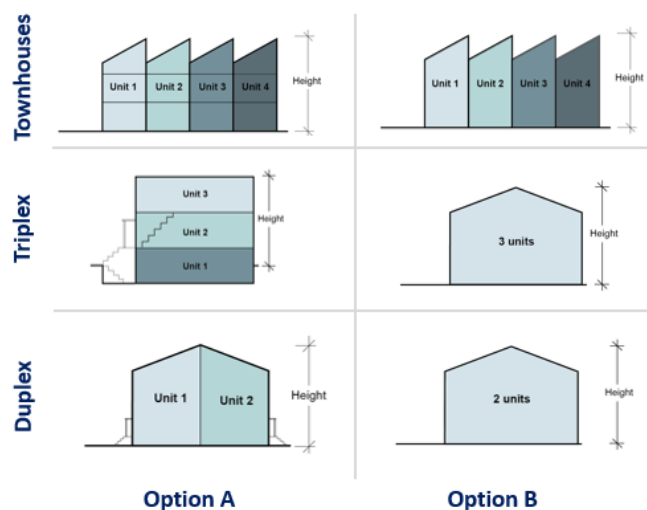 Townhouses
Unit 1 Unit 2 Unit 3 Unit 4
Height
Unit 1 Unit 2 Unit 3 Unit 4
Height
Triplex
Unit 3
Unit 2
Unit 1
Height
3 units
Height
Duplex
Unit 1 Unit 2
Height
2 units
Height
Option A Option B